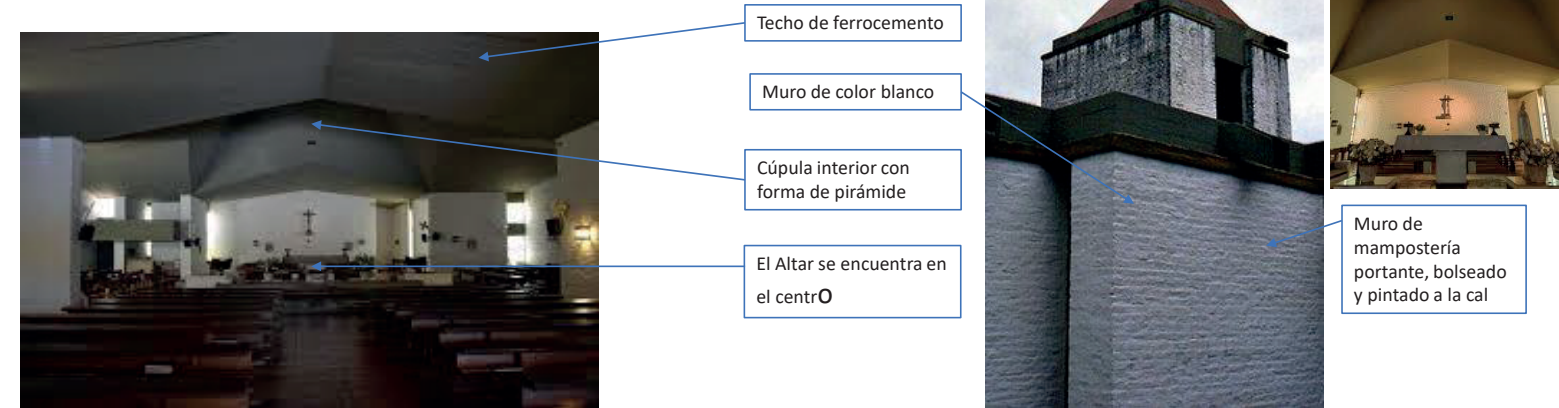 Techo de ferrocemento
Muro de color blanco
Cúpula interior con
forma de pirámide
El Altar se encuentra en
el centrO
Muro de
mampostería
portante, bolseado
y pintado a la cal